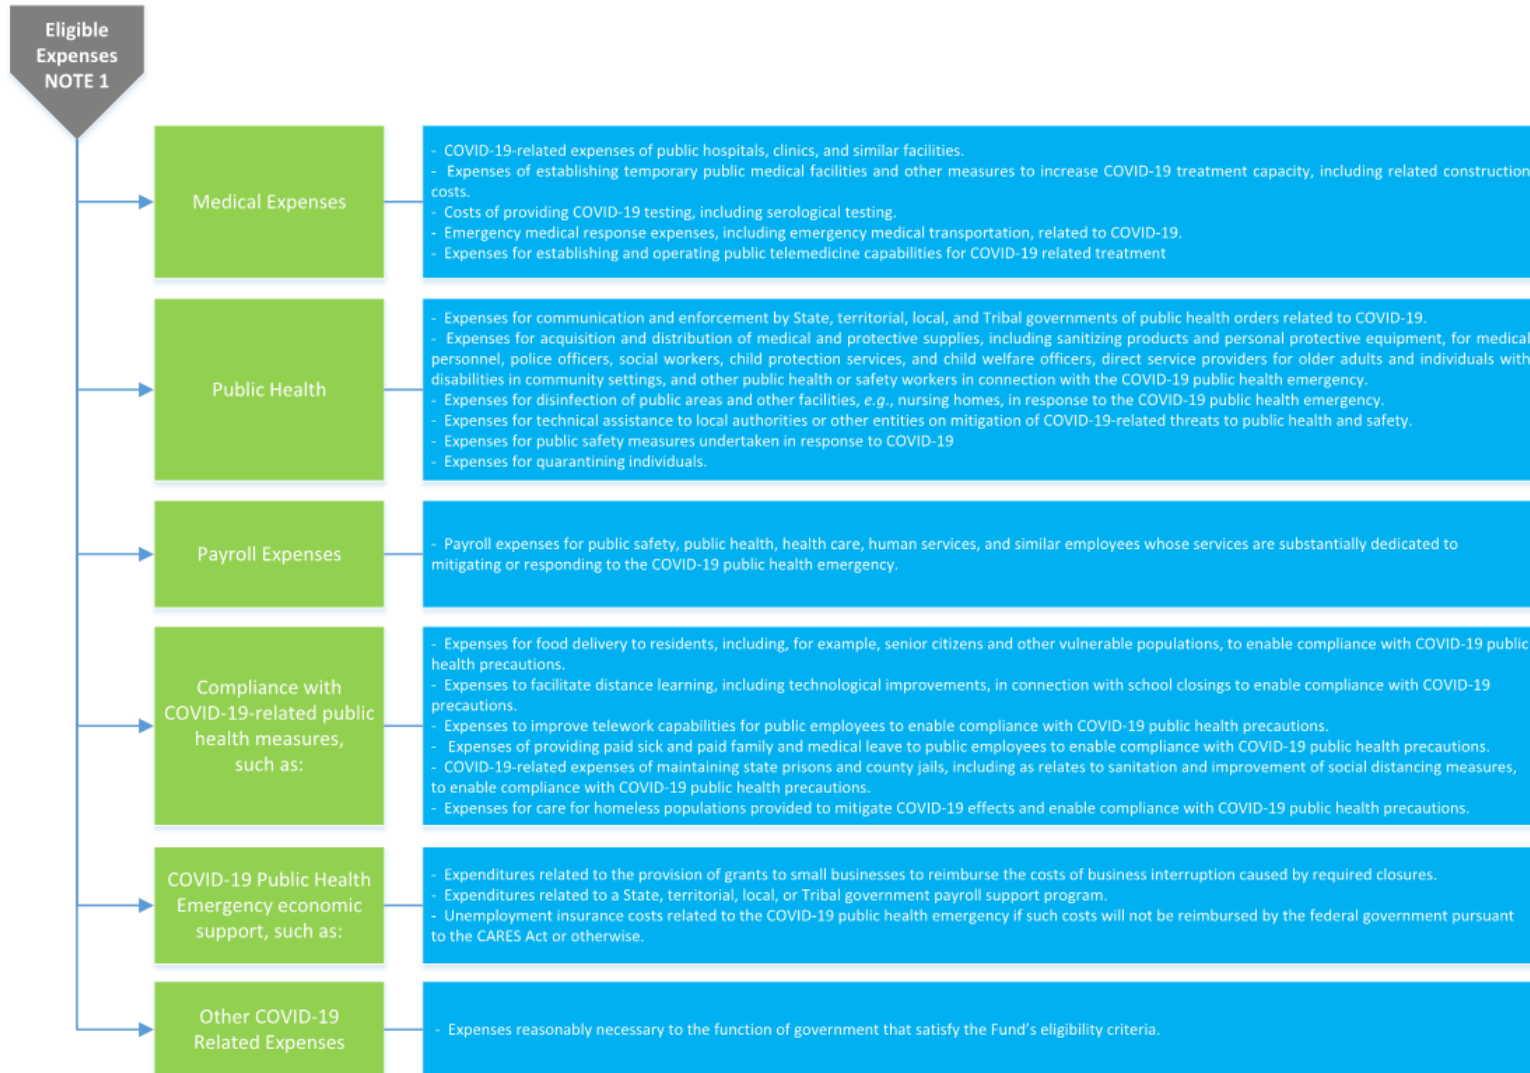 Eligible
Expenses
NOTE 1
Medical Expenses
- COVID-19-related expenses of public hospitals, clinics, and similar facilities.
- Expenses of establishing temporary public medical facilities and other measures to increase COVID-19 treatment capacity, including related construction
costs.
- Costs of providing COVID-19 testing, including serological testing.
- Emergency medical response expenses, including emergency medical transportation, related to COVID-19.
- Expenses for establishing and operating public telemedicine capabilities for COVID-19 related treatment
Public Health
- Expenses for communication and enforcement by State, territorial, local, and Tribal governments of public health orders related to COVID-19.
- Expenses for acquisition and distribution of medical and protective supplies, including sanitizing products and personal protective equipment, for medical
personnel, police officers, social workers, child protection services, and child welfare officers, direct service providers for older adults and individuals with
disabilities in community settings, and other public health or safety workers in connection with the COVID-19 public health emergency.
- Expenses for disinfection of public areas and other facilities, e.g., nursing homes, in response to the COVID-19 public health emergency.
- Expenses for technical assistance to local authorities or other entities on mitigation of COVID-19-related threats to public health and safety.
- Expenses for public safety measures undertaken in response to COVID-19
- Expenses for quarantining individuals.
Payroll Expenses
- Payroll expenses for public safety, public health, health care, human services, and similar employees whose services are substantially dedicated to
mitigating or responding to the COVID-19 public health emergency.
Compliance with
COVID-19-related public
health measures,
such as:
- Expenses for food delivery to residents, including, for example, senior citizens and other vulnerable populations, to enable compliance with COVID-19 public
health precautions.
- Expenses to facilitate distance learning, including technological improvements, in connection with school closings to enable compliance with COVID-19
precautions.
- Expenses to improve telework capabilities for public employees to enable compliance with COVID-19 public health precautions.
- Expenses of providing paid sick and paid family and medical leave to public employees to enable compliance with COVID-19 public health precautions.
- COVID-19-related expenses of maintaining state prisons and county jails, including as relates to sanitation and improvement of social distancing measures,
to enable compliance with COVID-19 public health precautions.
- Expenses for care for homeless populations provided to mitigate COVID-19 effects and enable compliance with COVID-19 public health precautions.
COVID-19 Public Health
Emergency economic
support, such as:
- Expenditures related to the provision of grants to small businesses to reimburse the costs of business interruption caused by required closures.
- Expenditures related to a State, territorial, local, or Tribal government payroll support program.
- Unemployment insurance costs related to the COVID-19 public health emergency if such costs will not be reimbursed by the federal government pursuant
to the CARES Act or otherwise.
Other COVID-19
Related Expenses
- Expenses reasonably necessary to the function of government that satisfy the Fund's eligibility criteria.